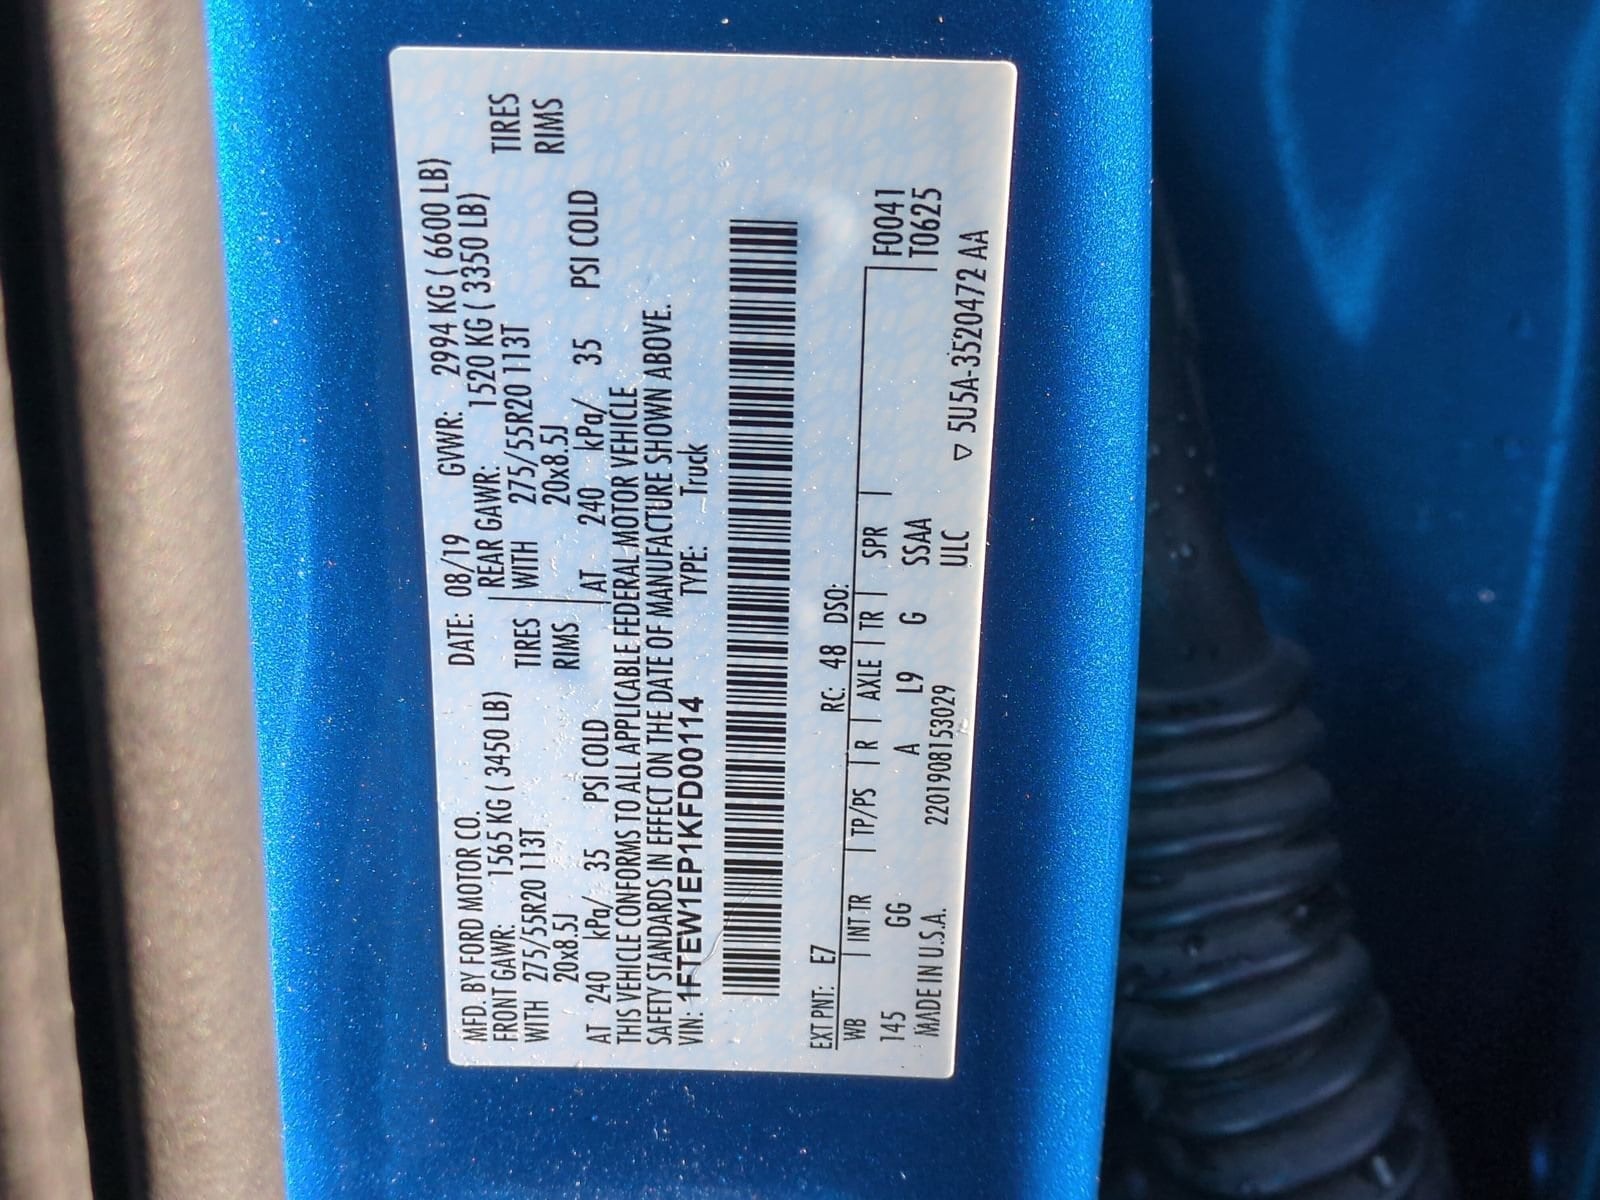 MFD. BY FORD MOTOR CO. DATE: 08/19 GVWR: 2994 KG ( 6600 LB)
FRONT GAWR: 1565 KG ( 3450 LB) REAR GAWR: 1520 KG ( 3350 LB)
WITH 275/55R20 113T TIRES WITH 275/55R20 113T TIRES
20x8.5J RIMS 20x8.5J RIMS
AT 240 kPa/ 35 PSI COLD AT 240 kPa/ 35 PSI COLD
THIS VEHICLE CONFORMS TO ALL APPLICABLE FEDERAL MOTOR VEHICLE
SAFETY STANDARDS IN EFFECT ON THE DATE OF MANUFACTURE SHOWN ABOVE.
VIN: 1FTEW1EP1KFD00114 TYPE: Truck
EXT PNT: E7 RC: 48 DSO:
WB INT TR TP/PS R AXLE TR SPR F0041
145 GG A L9 G SSAA T0625
MADE IN U.S.A. 2201908153029 ULC ▽ 5U5A-3520472 AA